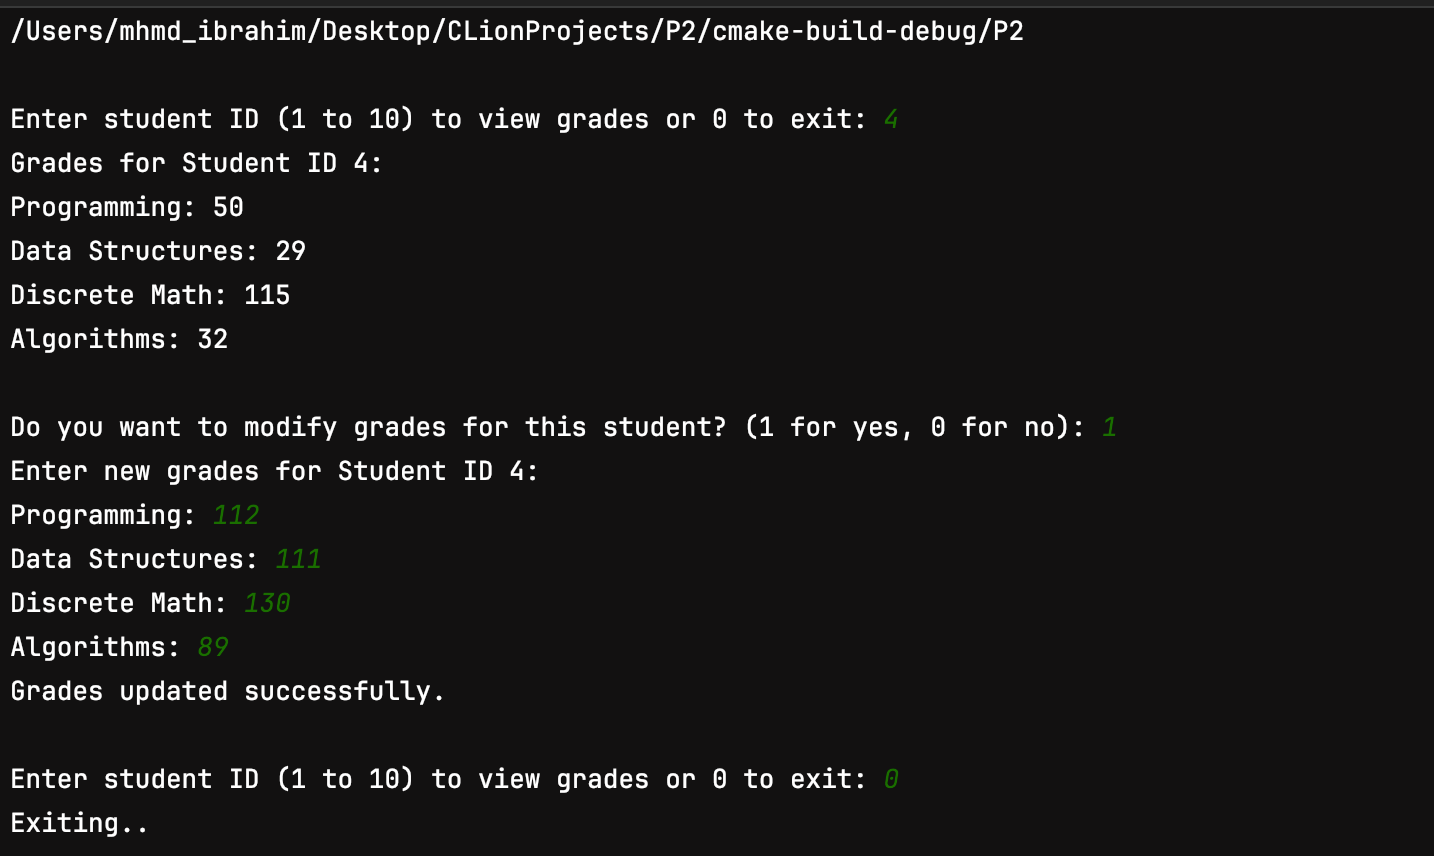 /Users/mhmd_ibrahim/Desktop/CLionProjects/P2/cmake-build-debug/P2
Enter student ID (1 to 10) to view grades or 0 to exit: 4
Grades for Student ID 4:
Programming: 50
Data Structures: 29
Discrete Math: 115
Algorithms: 32
Do you want to modify grades for this student? (1 for yes, 0 for no): 1
Enter new grades for Student ID 4:
Programming: 112
Data Structures: 111
Discrete Math: 130
Algorithms: 89
Grades updated successfully.
Enter student ID (1 to 10) to view grades or 0 to exit: 0
Exiting..